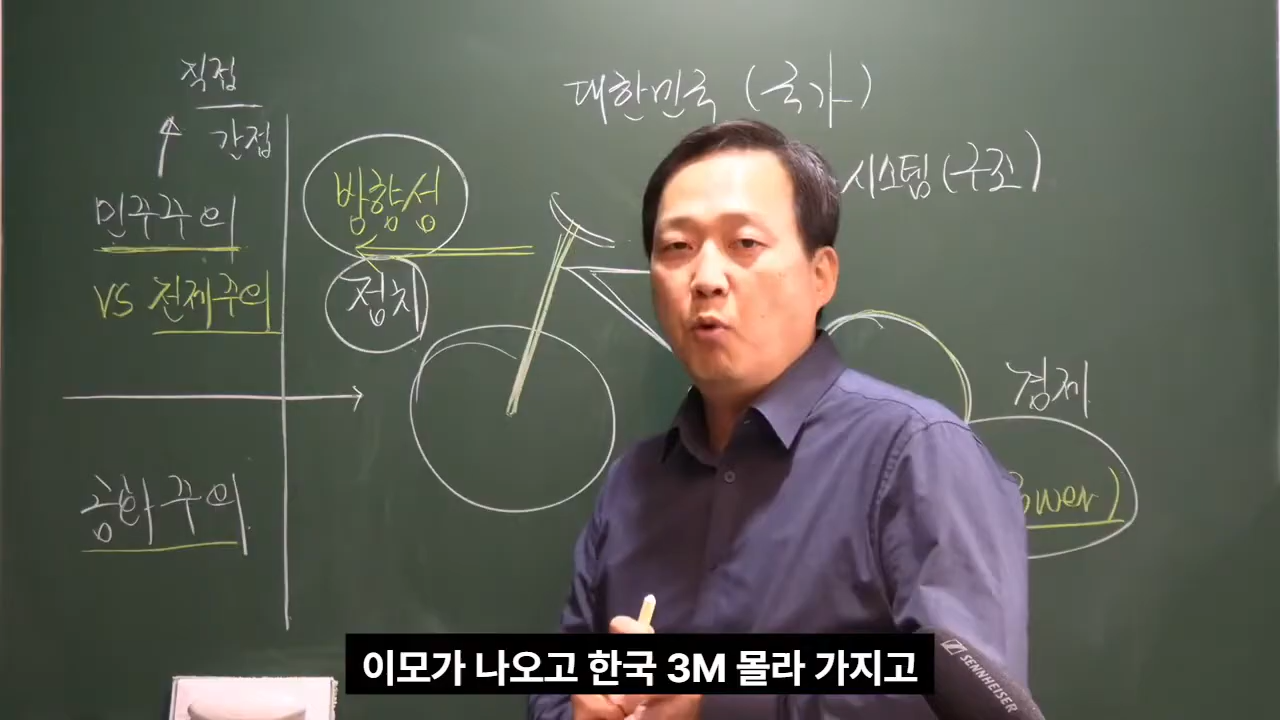 직접
간접
민주주의
VS 전제주의
공화주의
대한민국 (국가)
시스템 (구조)
방향성
정치
경제
Power)
SENNHEISER
이모가 나오고 한국 3M 몰라 가지고